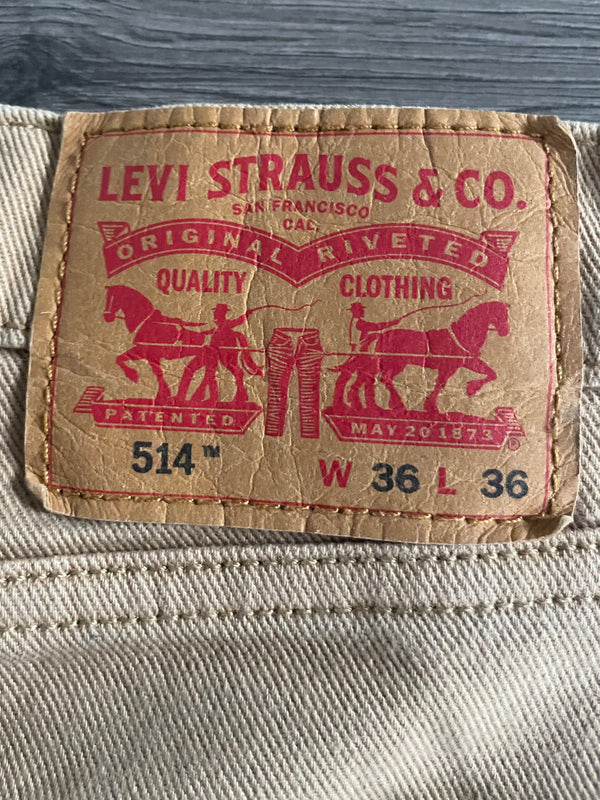 LEVI STRAUSS & CO.
SAN FRANCISCO
CAL.
ORIGINAL RIVETED
QUALITY CLOTHING
PATENTED MAY 20 1873 ®
514™ W 36 L 36